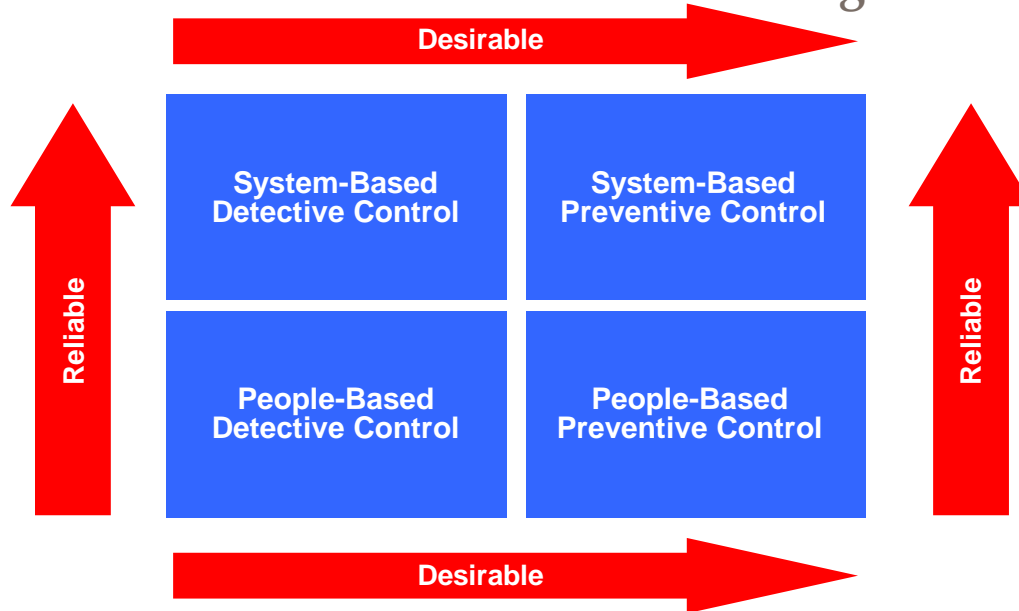 g
Desirable
System-Based
Detective Control
System-Based
Preventive Control
Reliable
Reliable
People-Based
Detective Control
People-Based
Preventive Control
Desirable